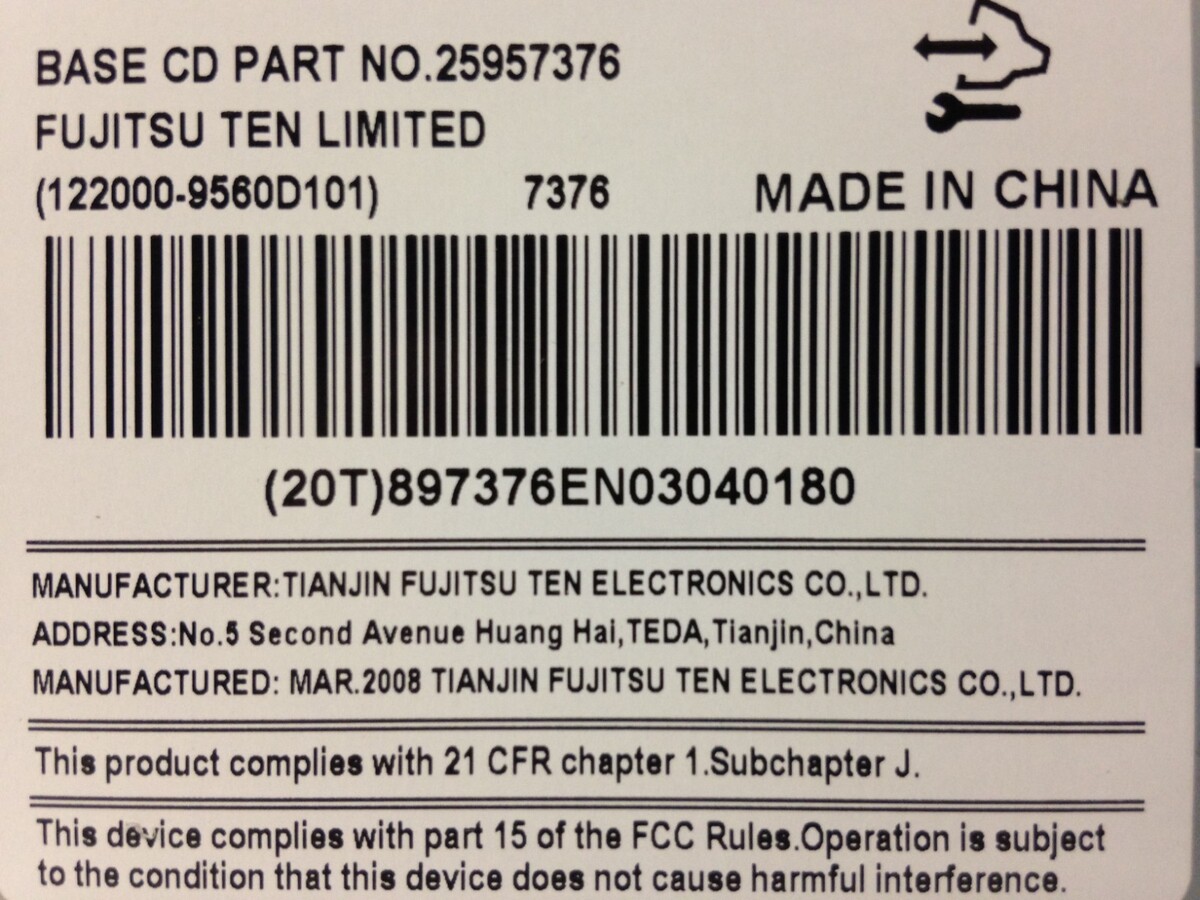 BASE CD PART NO.25957376
FUJITSU TEN LIMITED
(122000-9560D101) 7376 MADE IN CHINA
(20T)897376EN03040180
MANUFACTURER:TIANJIN FUJITSU TEN ELECTRONICS CO.,LTD.
ADDRESS:No.5 Second Avenue Huang Hai,TEDA,Tianjin,China
MANUFACTURED: MAR.2008 TIANJIN FUJITSU TEN ELECTRONICS CO.,LTD.
This product complies with 21 CFR chapter 1.Subchapter J.
This device complies with part 15 of the FCC Rules.Operation is subject
to the condition that this device does not cause harmful interference.